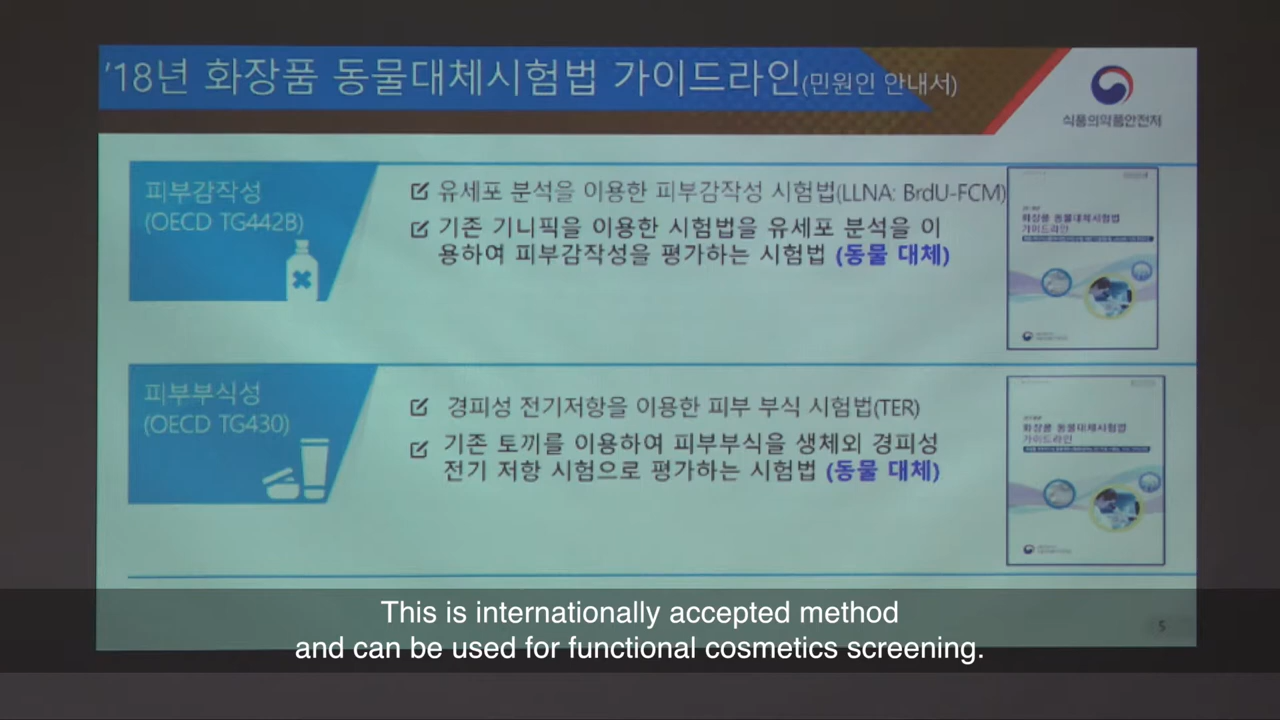 '18년 화장품 동물대체시험법 가이드라인(민원인 안내서)
식품의약품안전처
피부감작성
(OECD TG442B)
유세포 분석을 이용한 피부감작성 시험법(LLNA: BrdU-FCM)
기존 기니픽을 이용한 시험법을 유세포 분석을 이
용하여 피부감작성을 평가하는 시험법 (동물 대체)
화장품 동물대체시험법
가이드라인
피부부식성
(OECD TG430)
경피성 전기저항을 이용한 피부 부식 시험법(TER)
기존 토끼를 이용하여 피부부식을 생체외 경피성
전기 저항 시험으로 평가하는 시험법 (동물 대체)
화장품 동물대체시험법
가이드라인
This is internationally accepted method
and can be used for functional cosmetics screening.
5